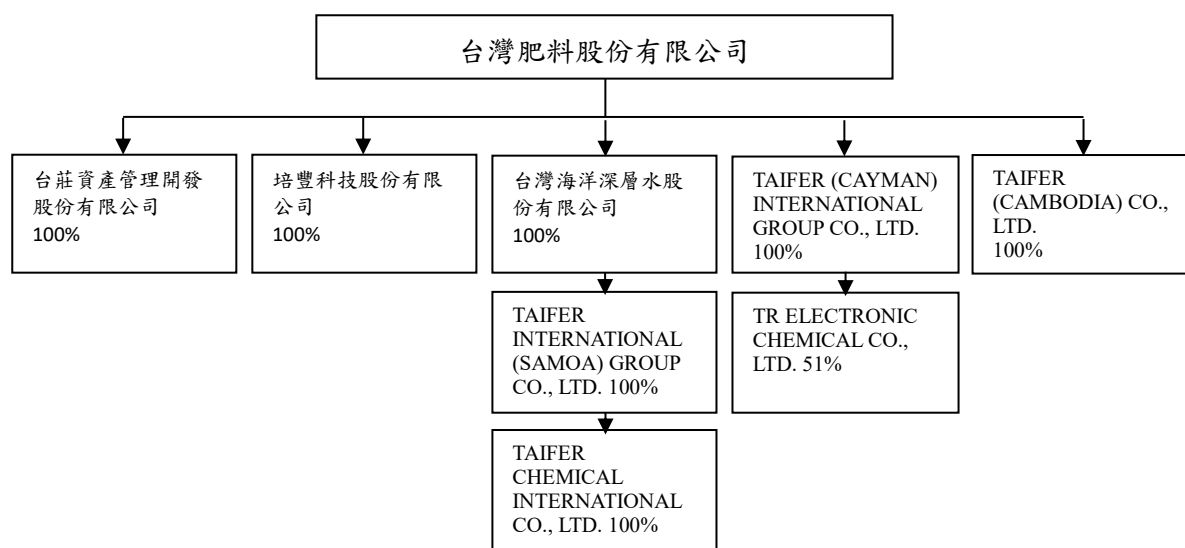 台灣肥料股份有限公司
台莊資產管理開發
股份有限公司
100%
培豐科技股份有限
公司
100%
台灣海洋深層水股
份有限公司
100%
TAIFER (CAYMAN)
INTERNATIONAL
GROUP CO., LTD.
100%
TAIFER
(CAMBODIA) CO.,
LTD.
100%
TAIFER
INTERNATIONAL
(SAMOA) GROUP
CO., LTD. 100%
TR ELECTRONIC
CHEMICAL CO.,
LTD. 51%
TAIFER
CHEMICAL
INTERNATIONAL
CO., LTD. 100%